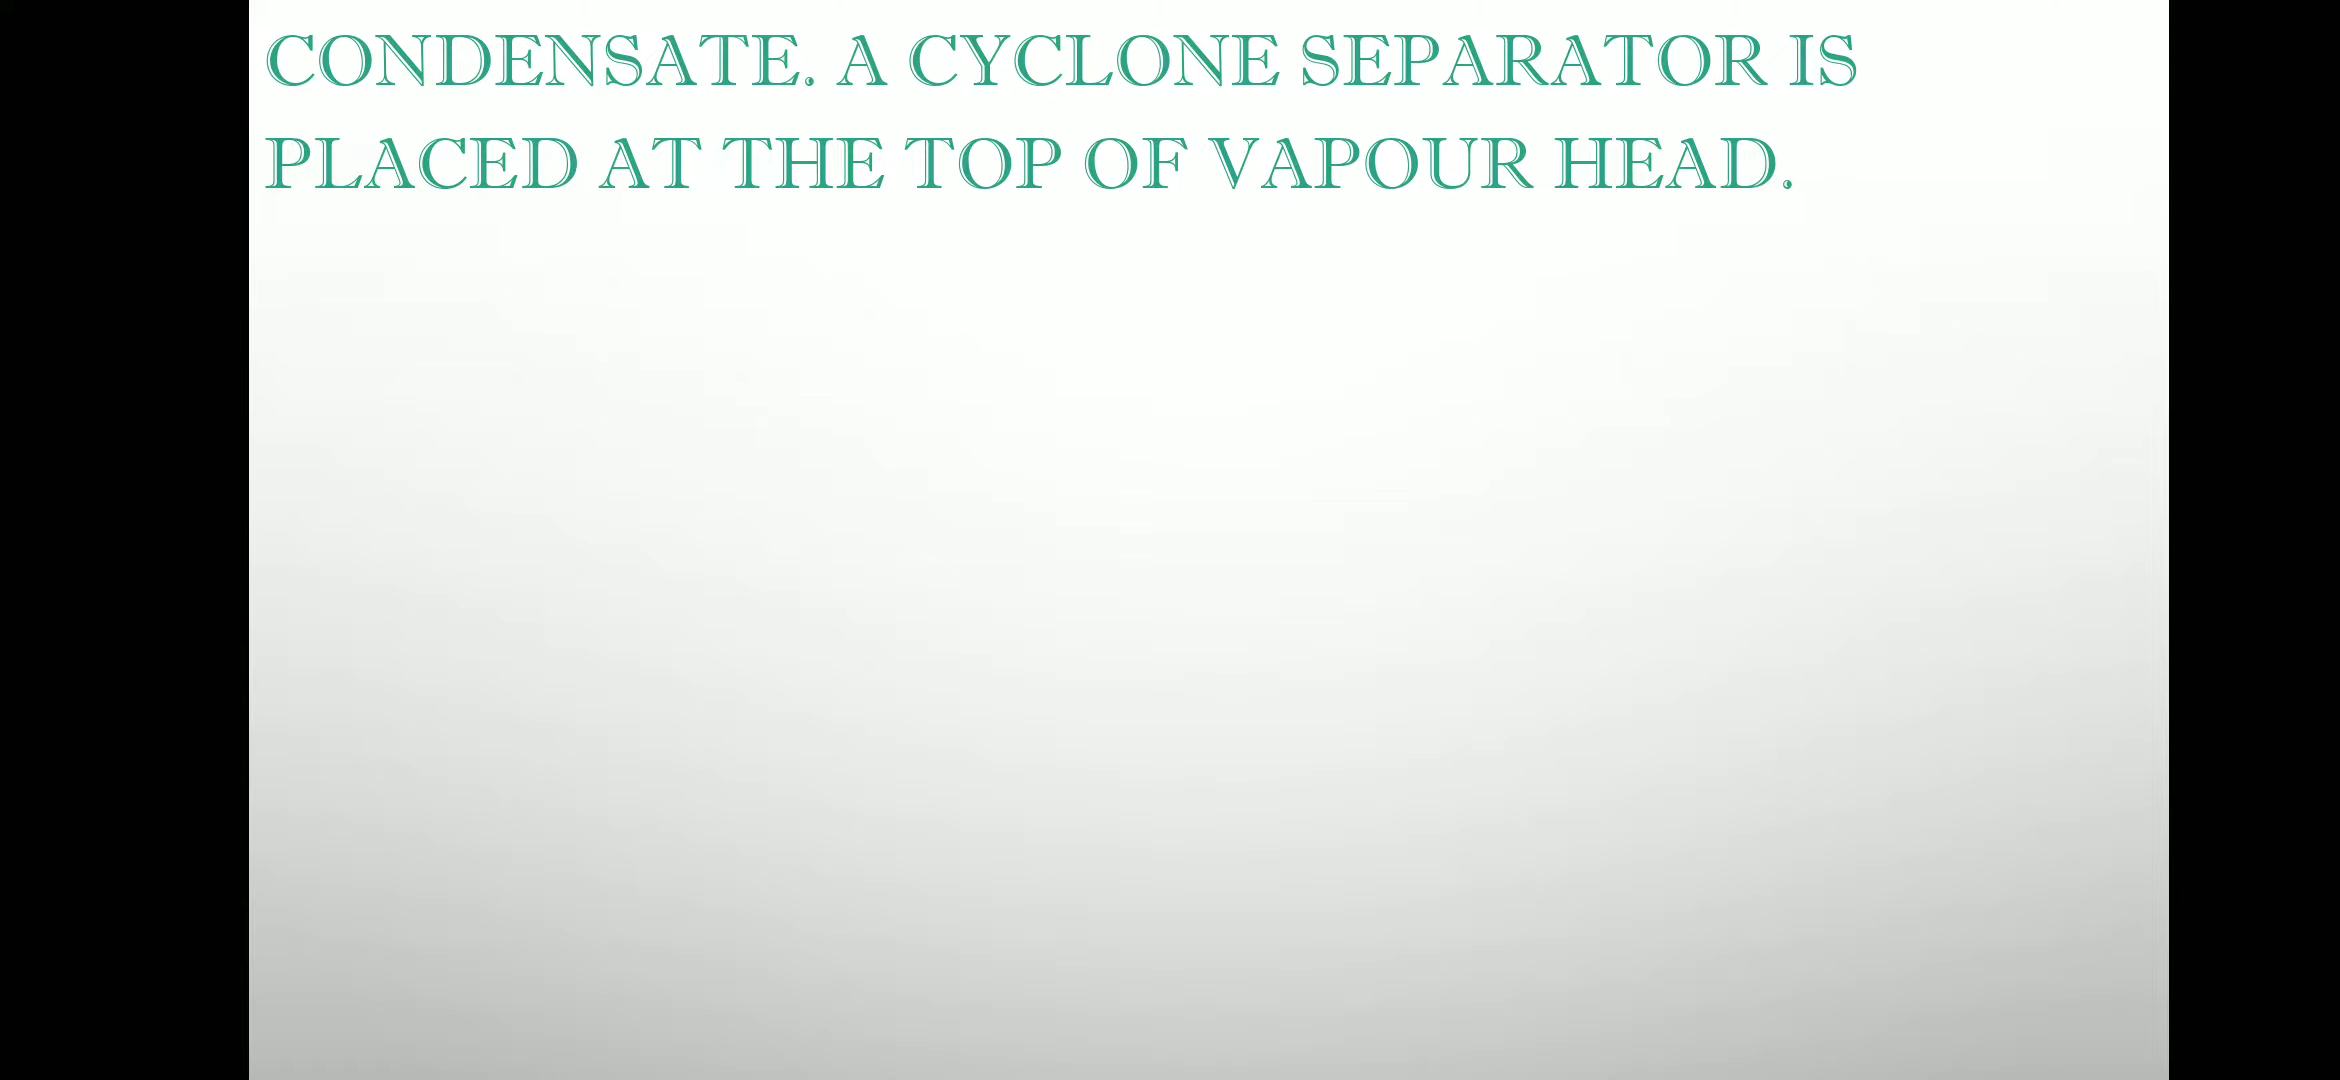 CONDENSATE. A CYCLONE SEPARATOR IS
PLACED AT THE TOP OF VAPOUR HEAD.